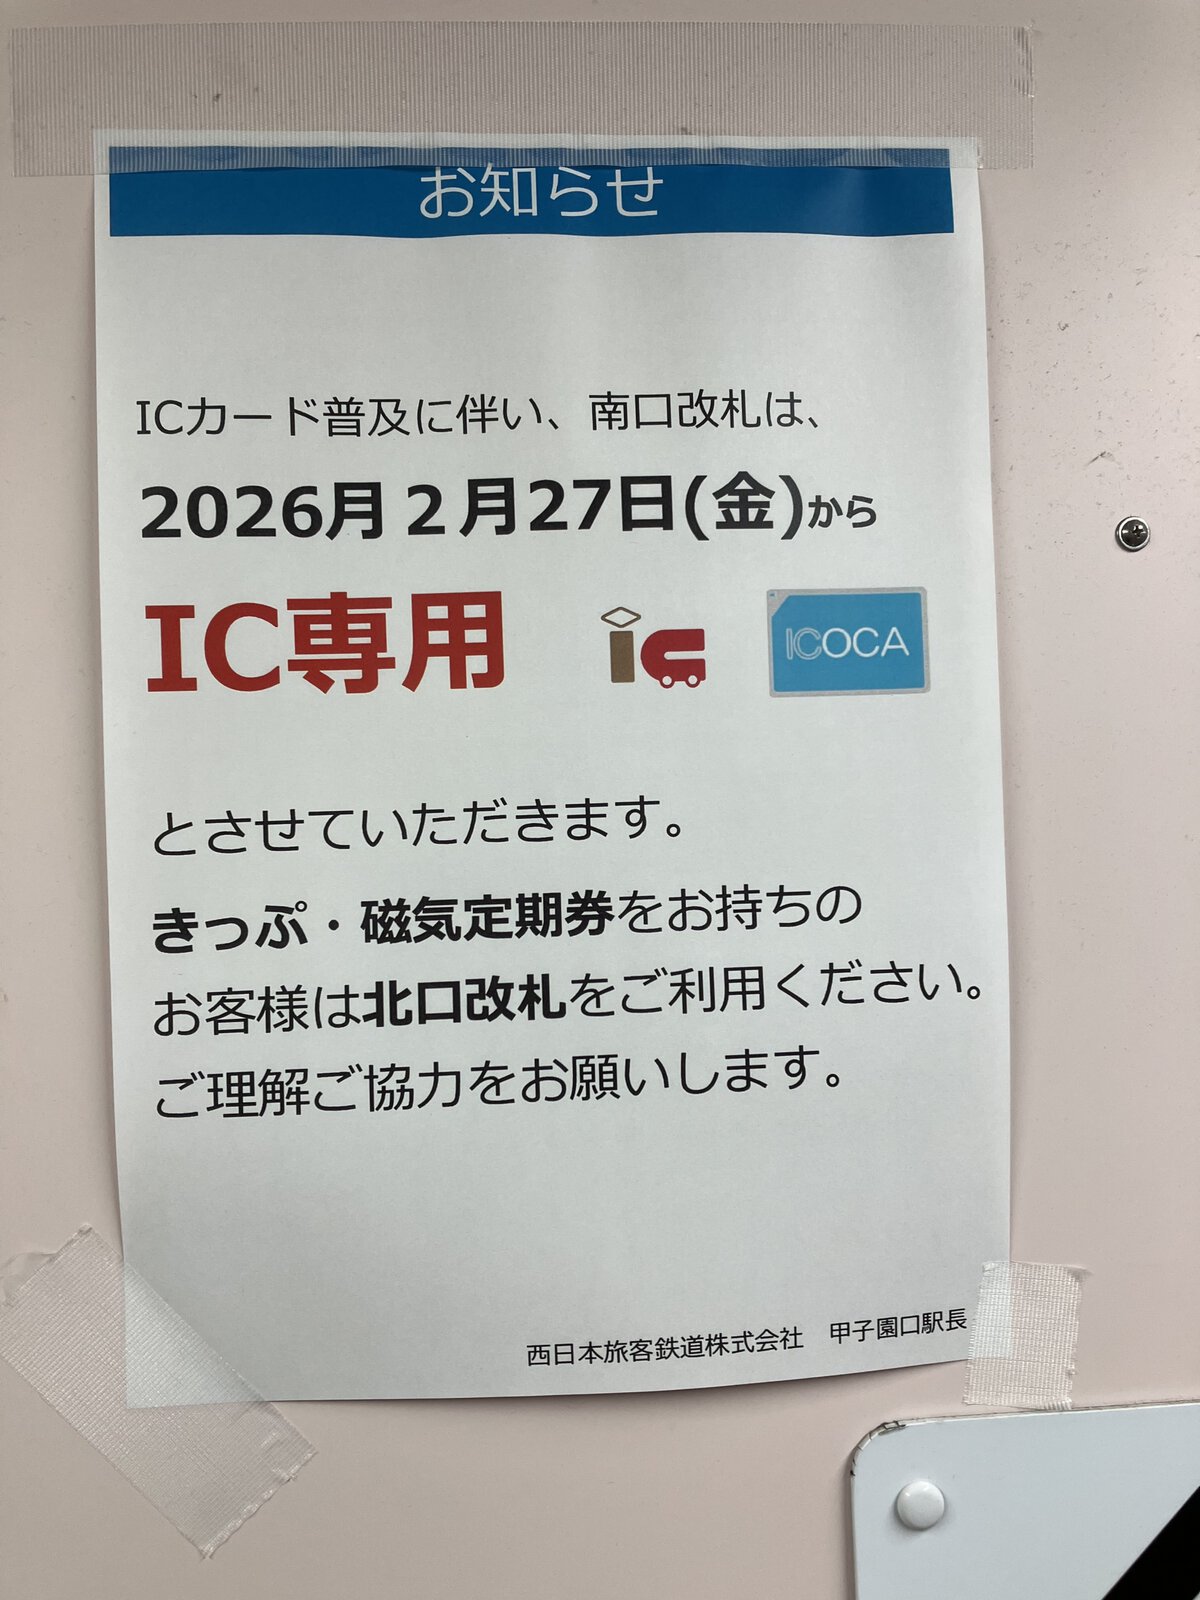 お知らせ
ICカード普及に伴い、南口改札は、
2026月２月27日(金)から
IC専用
ic
ICOCA
とさせていただきます。
きっぷ・磁気定期券をお持ちの
お客様は北口改札をご利用ください。
ご理解ご協力をお願いします。
西日本旅客鉄道株式会社　甲子園口駅長